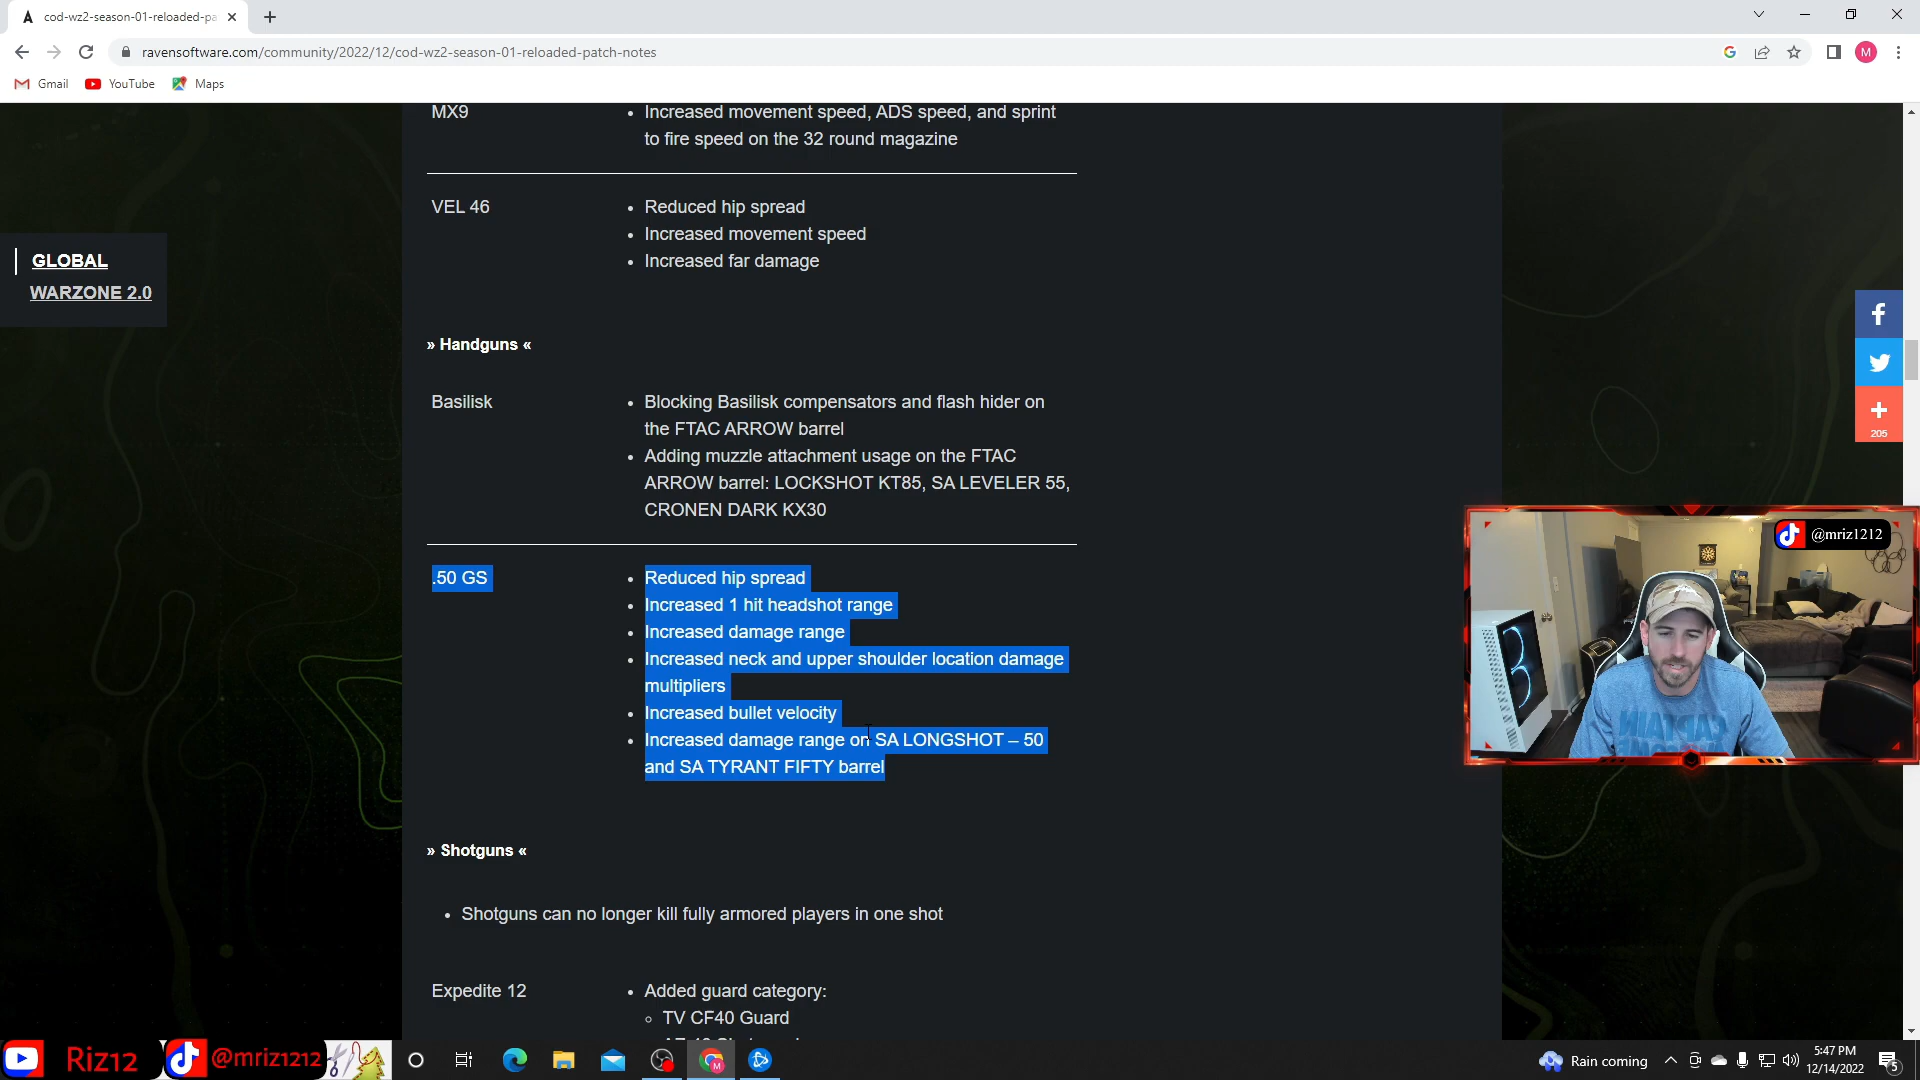 cod-wz2-season-01-reloaded-pa
ravensoftware.com/community/2022/12/cod-wz2-season-01-reloaded-patch-notes
M
Gmail YouTube Maps
MX9
Increased movement speed, ADS speed, and sprint
to fire speed on the 32 round magazine
VEL 46
Reduced hip spread
Increased movement speed
Increased far damage
GLOBAL
WARZONE 2.0
» Handguns «
Basilisk
Blocking Basilisk compensators and flash hider on
the FTAC ARROW barrel
Adding muzzle attachment usage on the FTAC
ARROW barrel: LOCKSHOT KT85, SA LEVELER 55,
CRONEN DARK KX30
205
.50 GS
Reduced hip spread
Increased 1 hit headshot range
Increased damage range
Increased neck and upper shoulder location damage
multipliers
Increased bullet velocity
Increased damage range on SA LONGSHOT – 50
and SA TYRANT FIFTY barrel
@mriz1212
» Shotguns «
Shotguns can no longer kill fully armored players in one shot
Expedite 12
Added guard category:
TV CF40 Guard
Riz12
@mriz1212
Rain coming
5:47 PM
12/14/2022
5